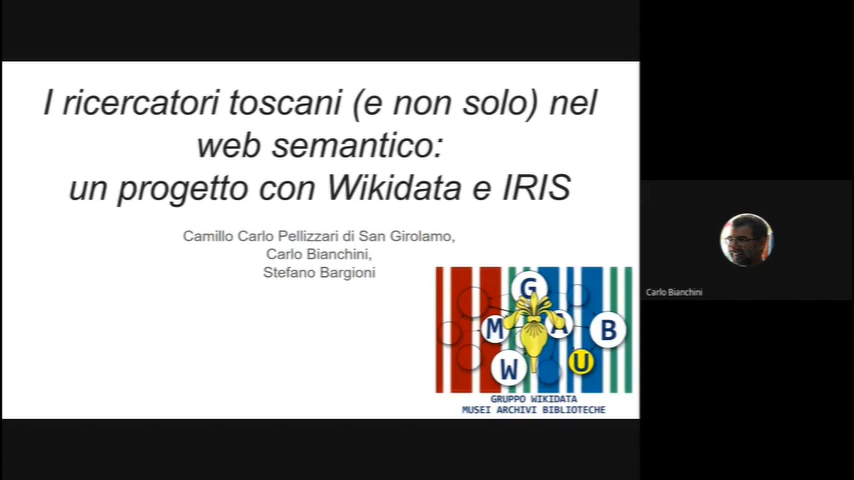 I ricercatori toscani (e non solo) nel
web semantico:
un progetto con Wikidata e IRIS
Camillo Carlo Pellizzari di San Girolamo,
Carlo Bianchini,
Stefano Bargioni
G
M A B
W U
GRUPPO WIKIDATA
MUSEI ARCHIVI BIBLIOTECHE
Carlo Bianchini